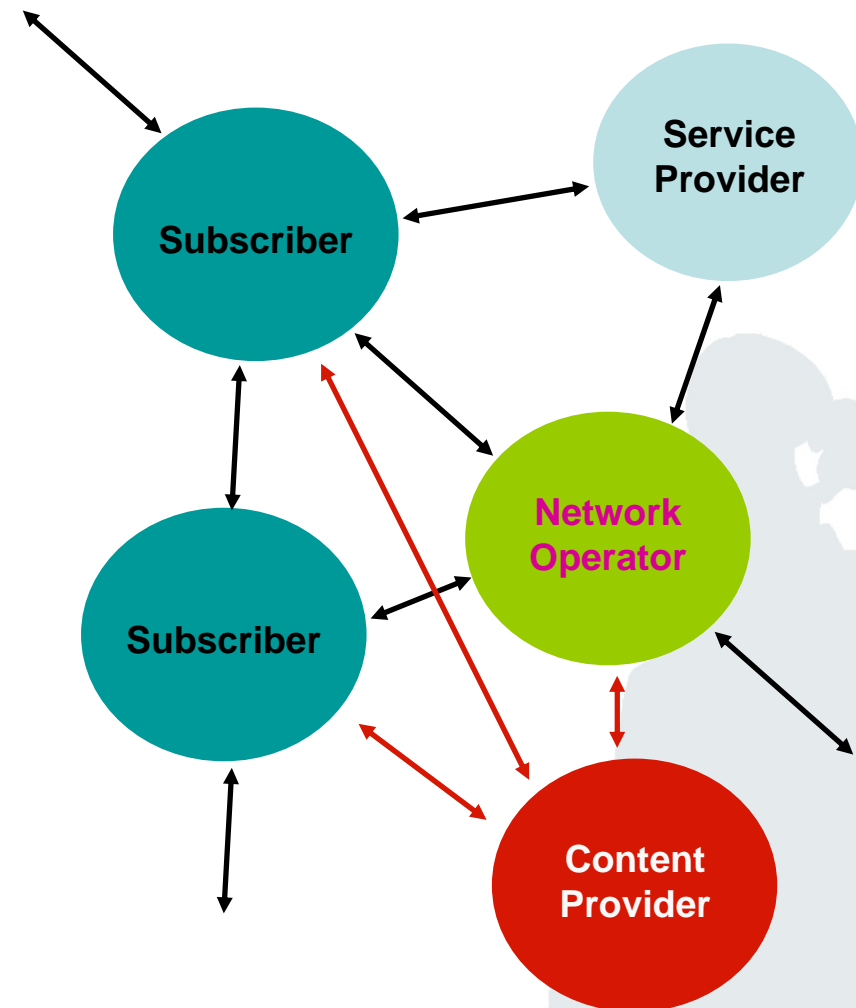 Service
Provider
Subscriber
Network
Operator
Subscriber
Content
Provider